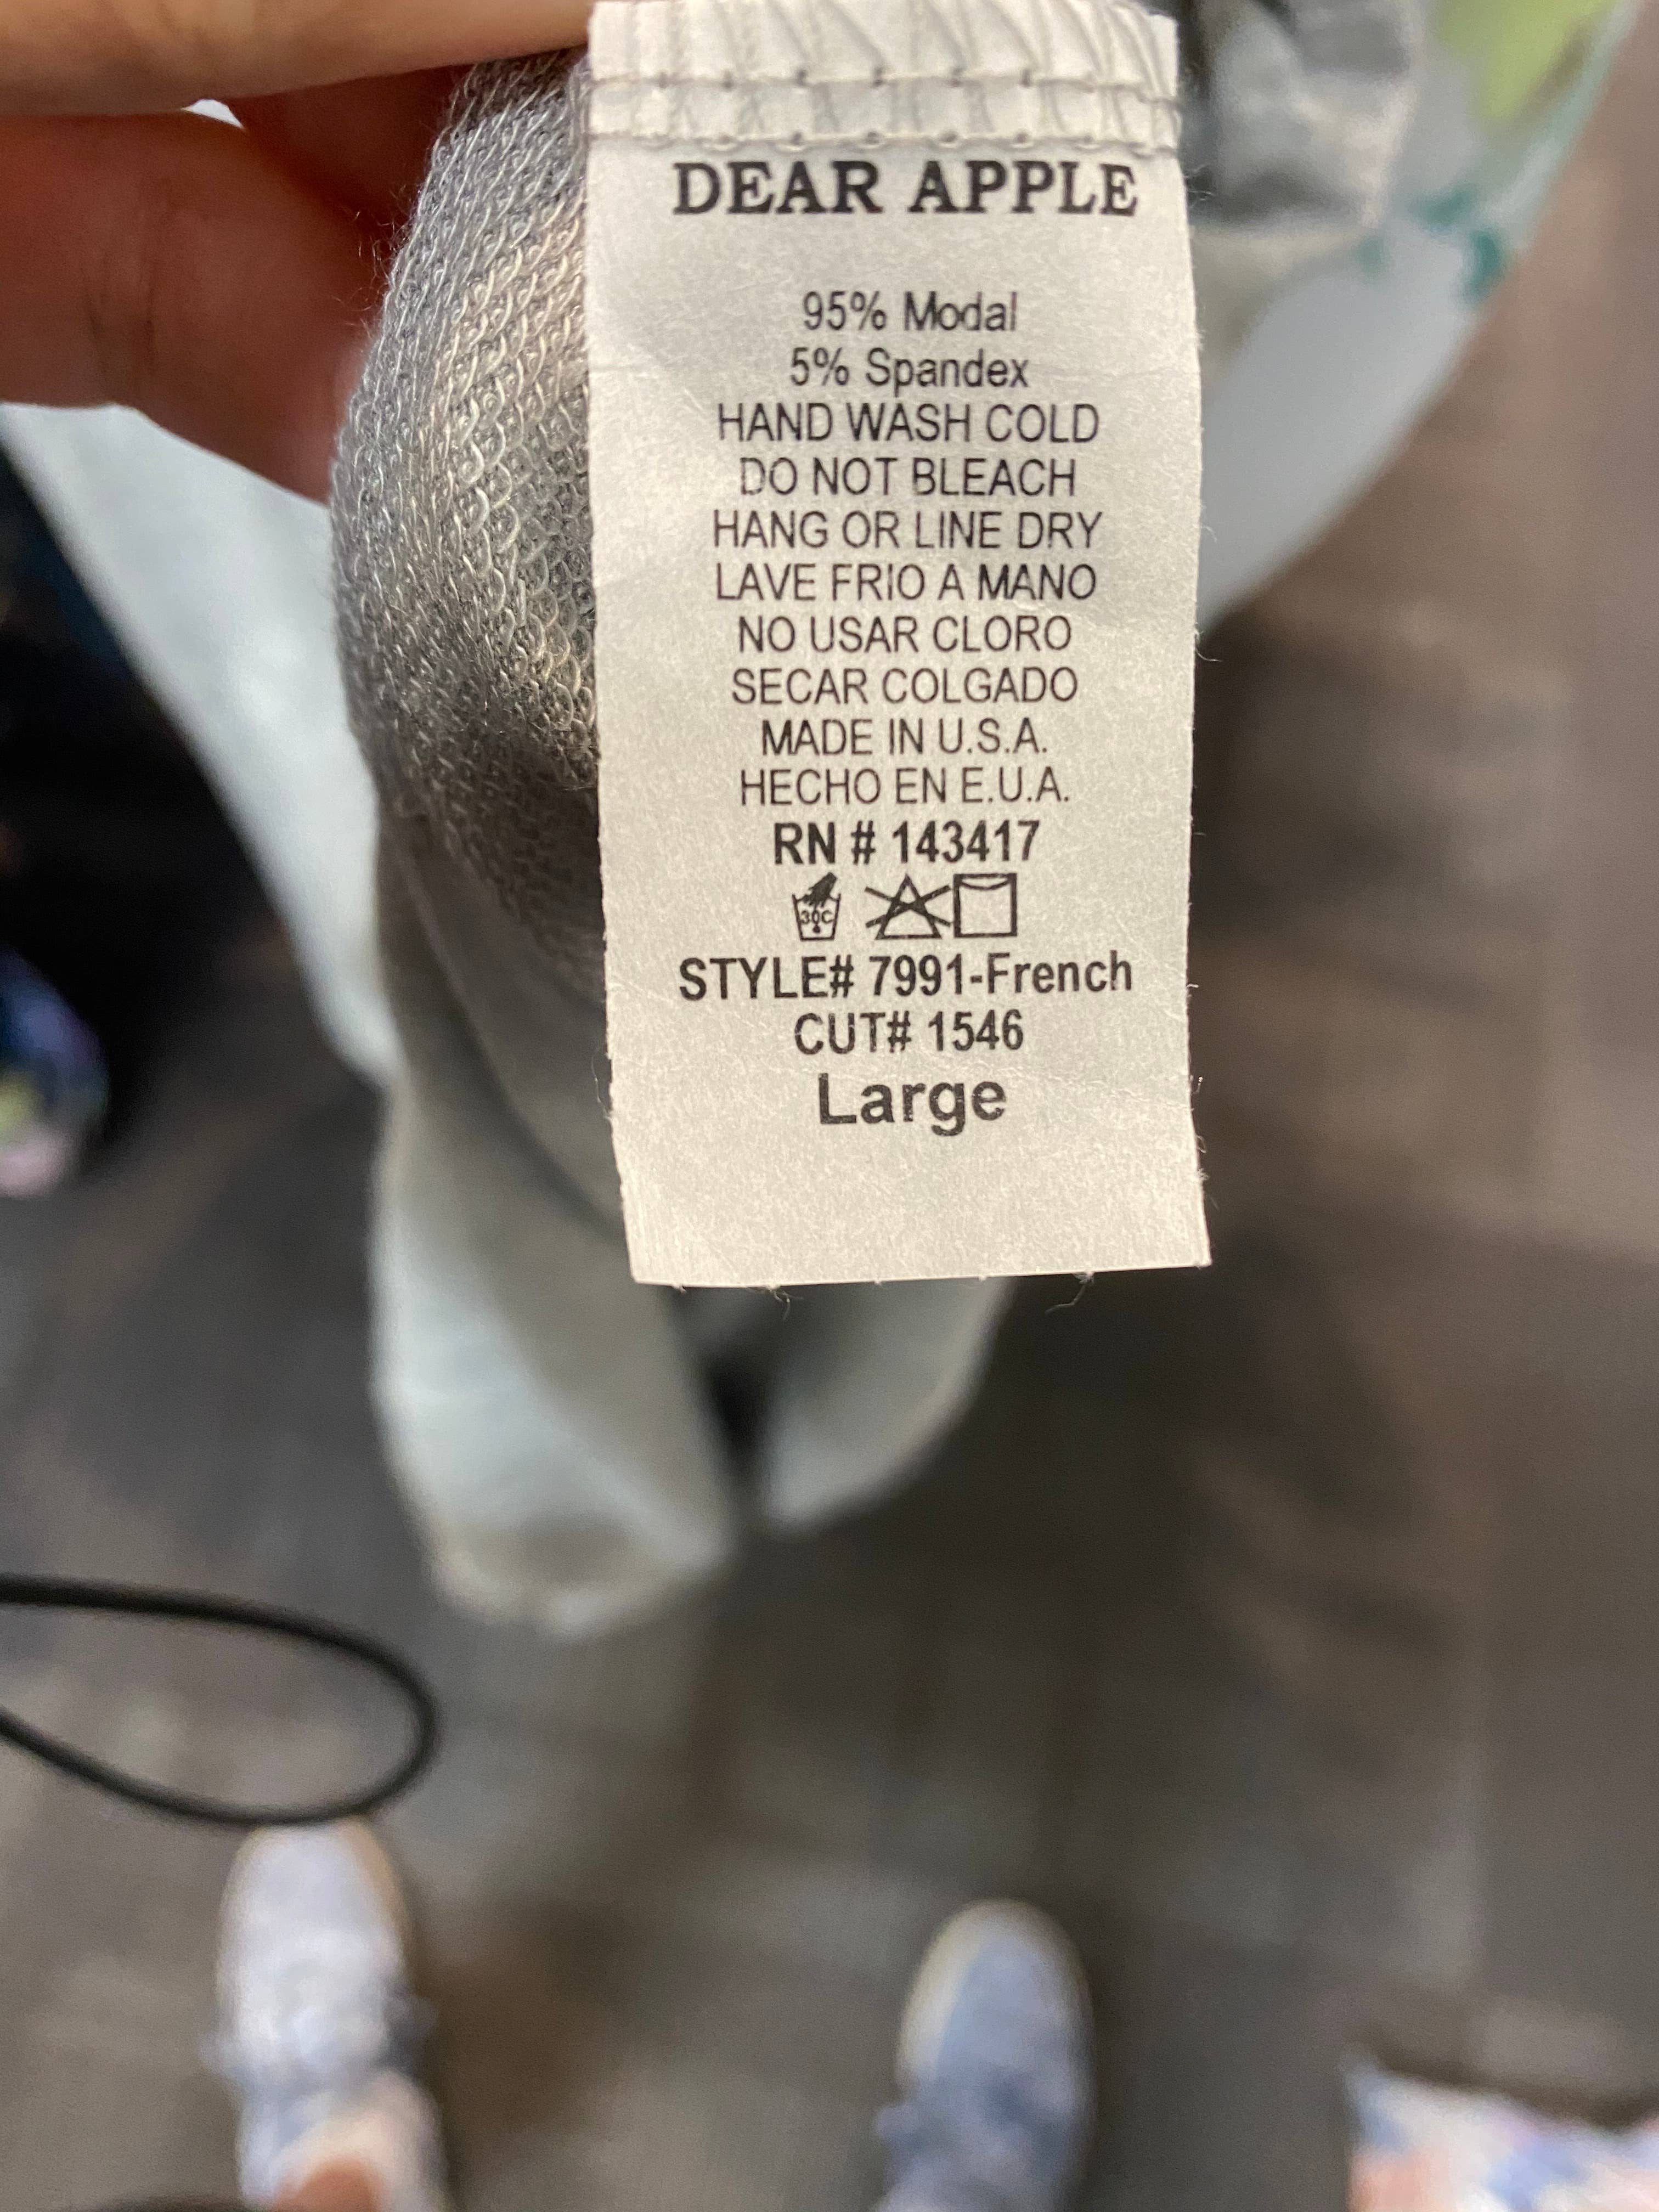 DEAR APPLE
95% Modal
5% Spandex
HAND WASH COLD
DO NOT BLEACH
HANG OR LINE DRY
LAVE FRIO A MANO
NO USAR CLORO
SECAR COLGADO
MADE IN U.S.A.
HECHO EN E.U.A.
RN # 143417
30C
STYLE# 7991-French
CUT# 1546
Large